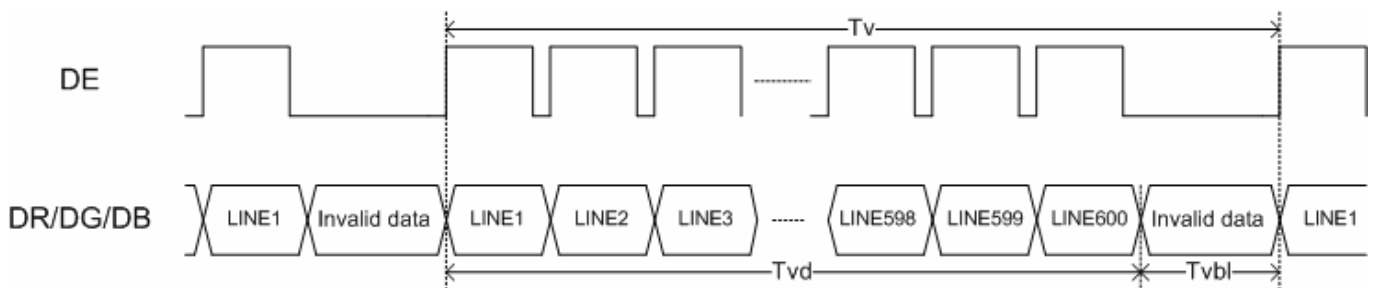 Tv
DE
DR/DG/DB LINE1 Invalid data LINE1 LINE2 LINE3 LINE598 LINE599 LINE600 Invalid data LINE1
Tvd Tvbl